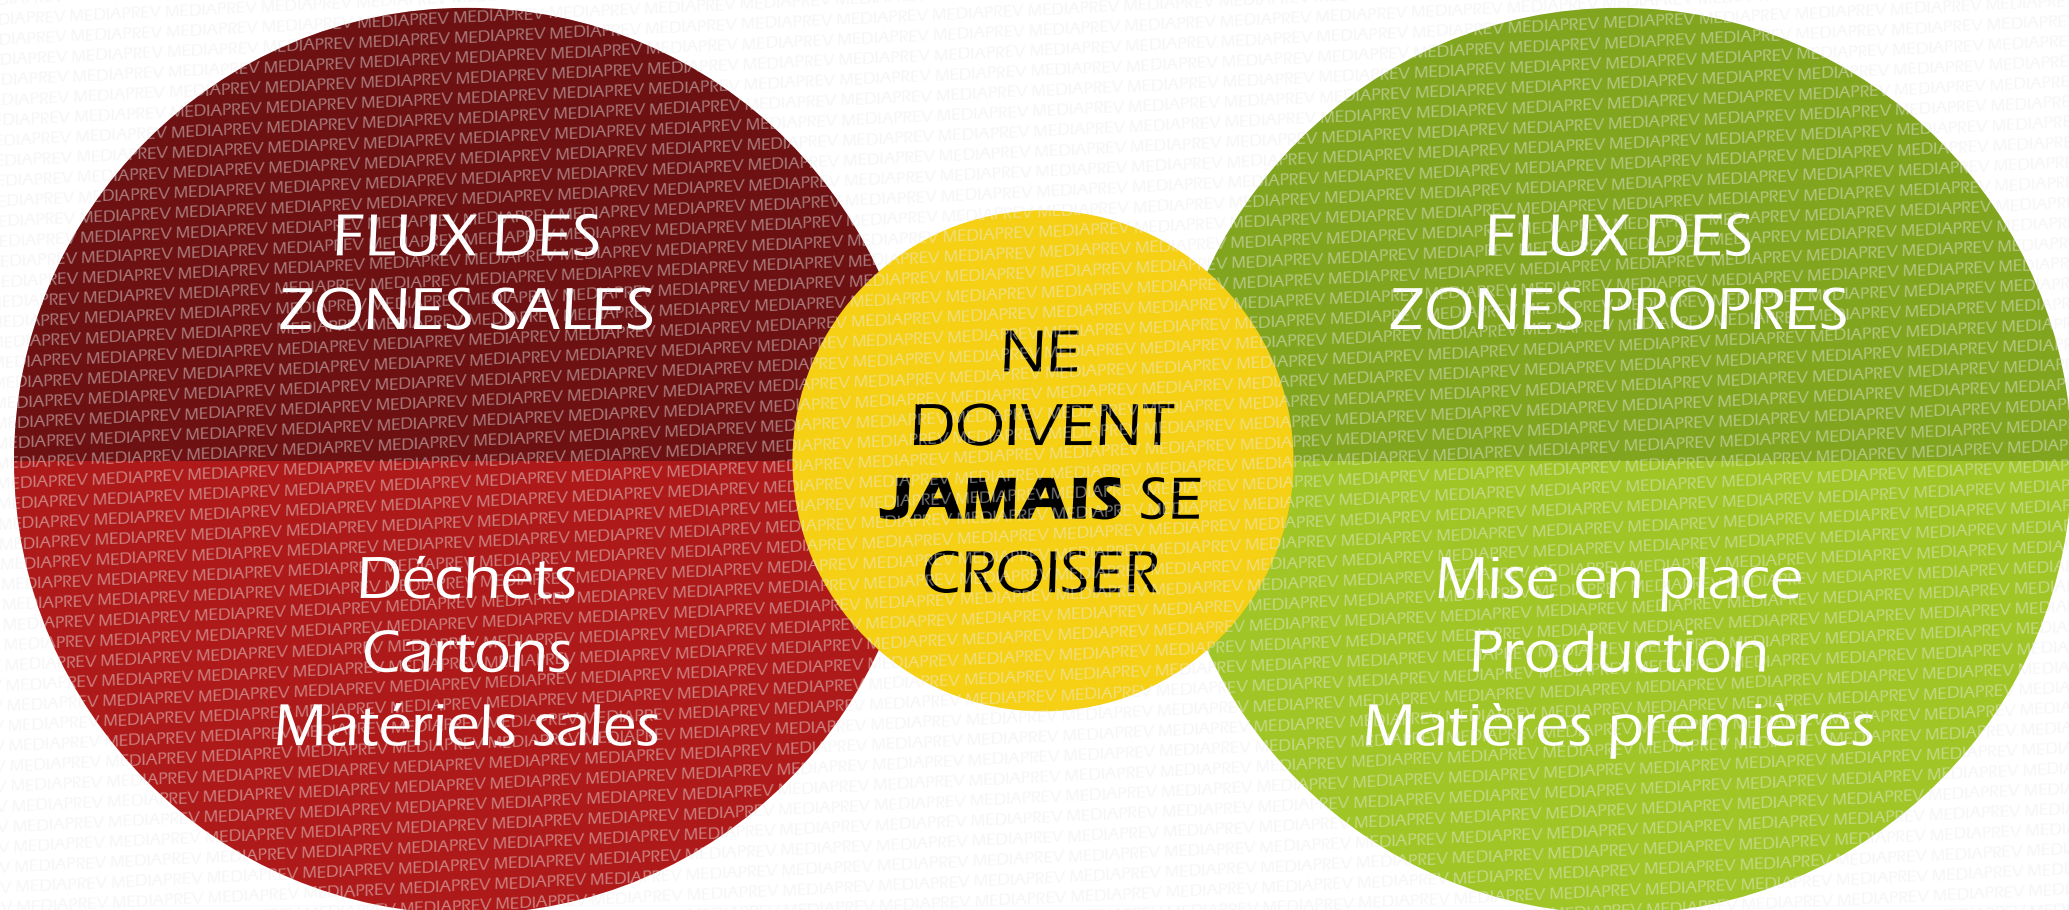 FLUX DES
ZONES SALES
Déchets
Cartons
Matériels sales
NE
DOIVENT
JAMAIS SE
CROISER
FLUX DES
ZONES PROPRES
Mise en place
Production
Matières premières
MEDIAPREV